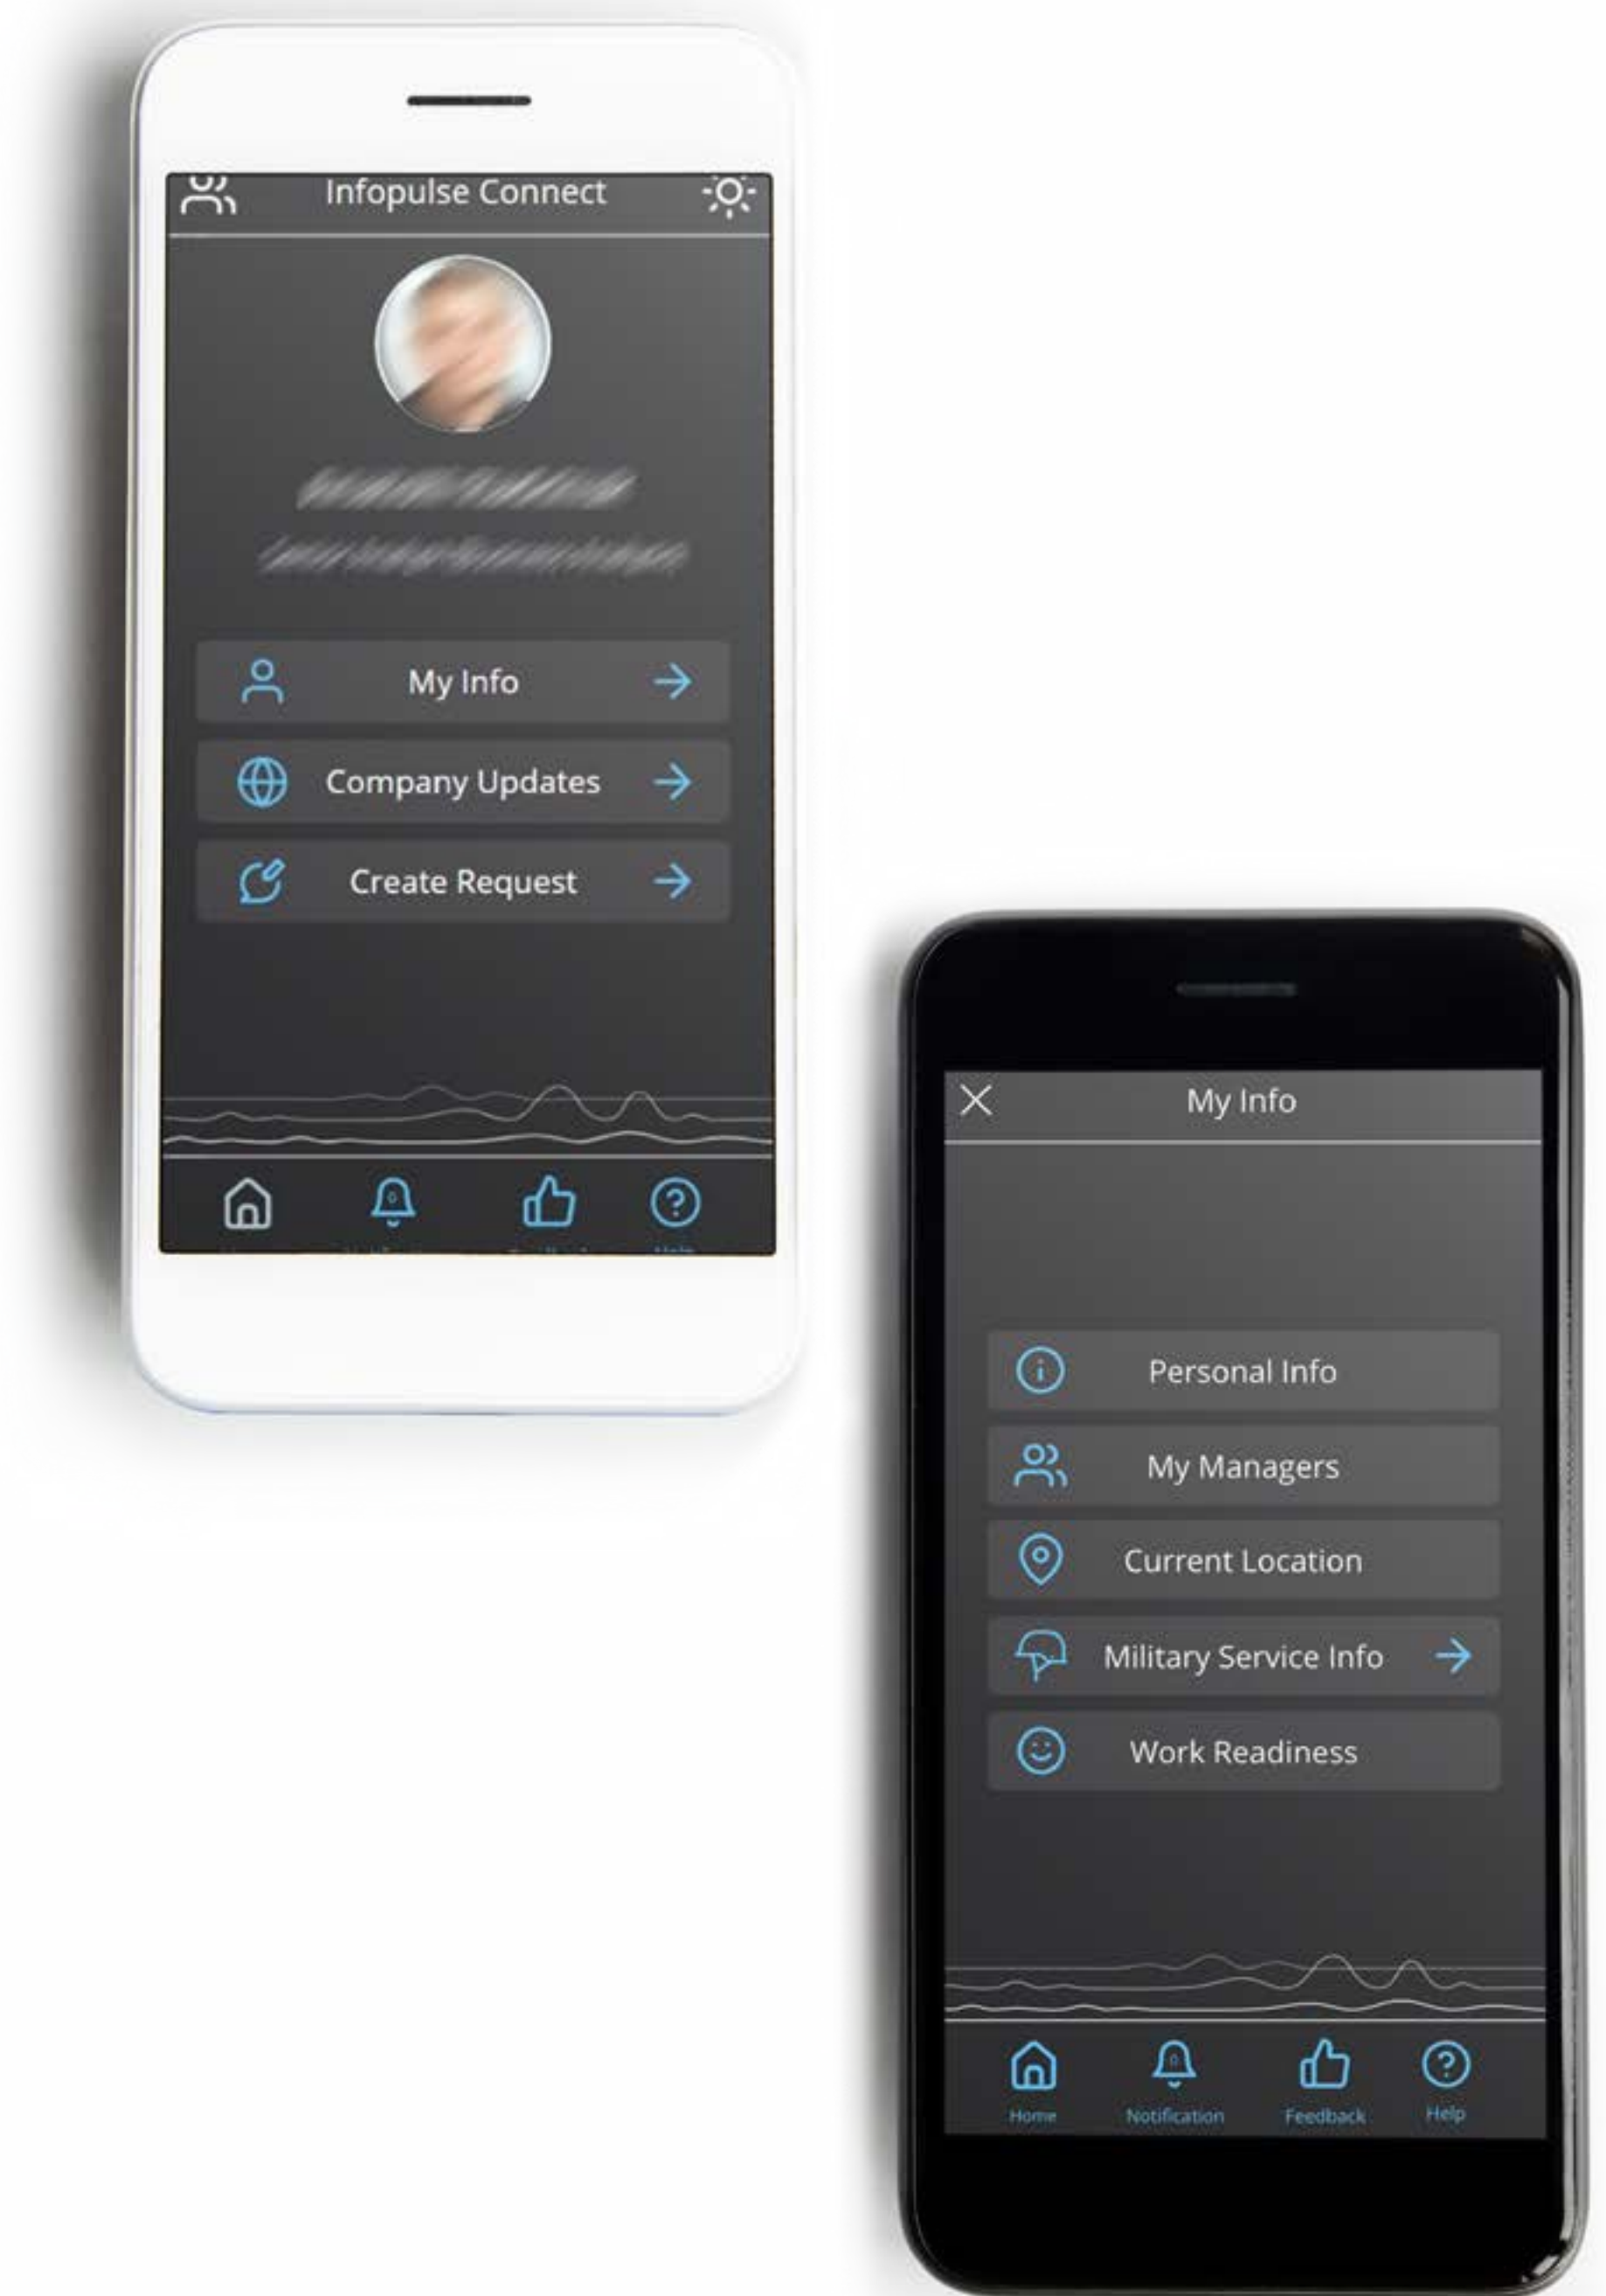 Infopulse Connect
My Info
Company Updates
Create Request
My Info
Personal Info
My Managers
Current Location
Military Service Info
Work Readiness
Home
Notification
Feedback
Help